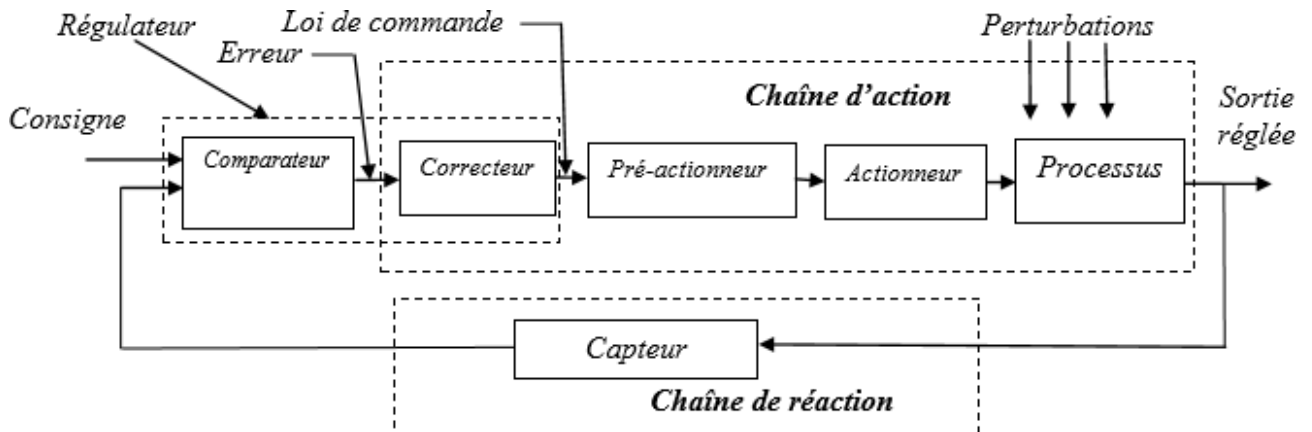 Régulateur
Loi de commande
Erreur
Perturbations
Chaîne d'action
Sortie
réglée
Consigne
Comparateur
Correcteur
Pré-actionneur
Actionneur
Processus
Capteur
Chaîne de réaction